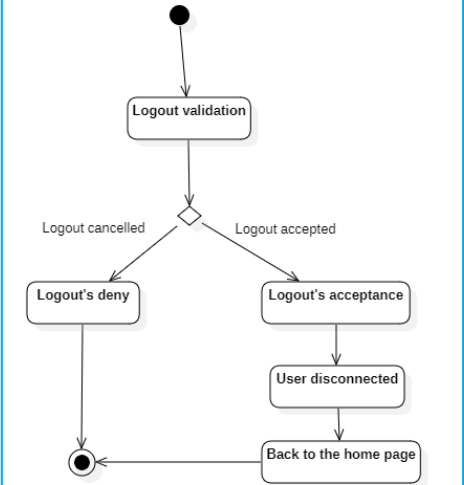 Logout validation
Logout cancelled
Logout accepted
Logout's deny
Logout's acceptance
User disconnected
Back to the home page